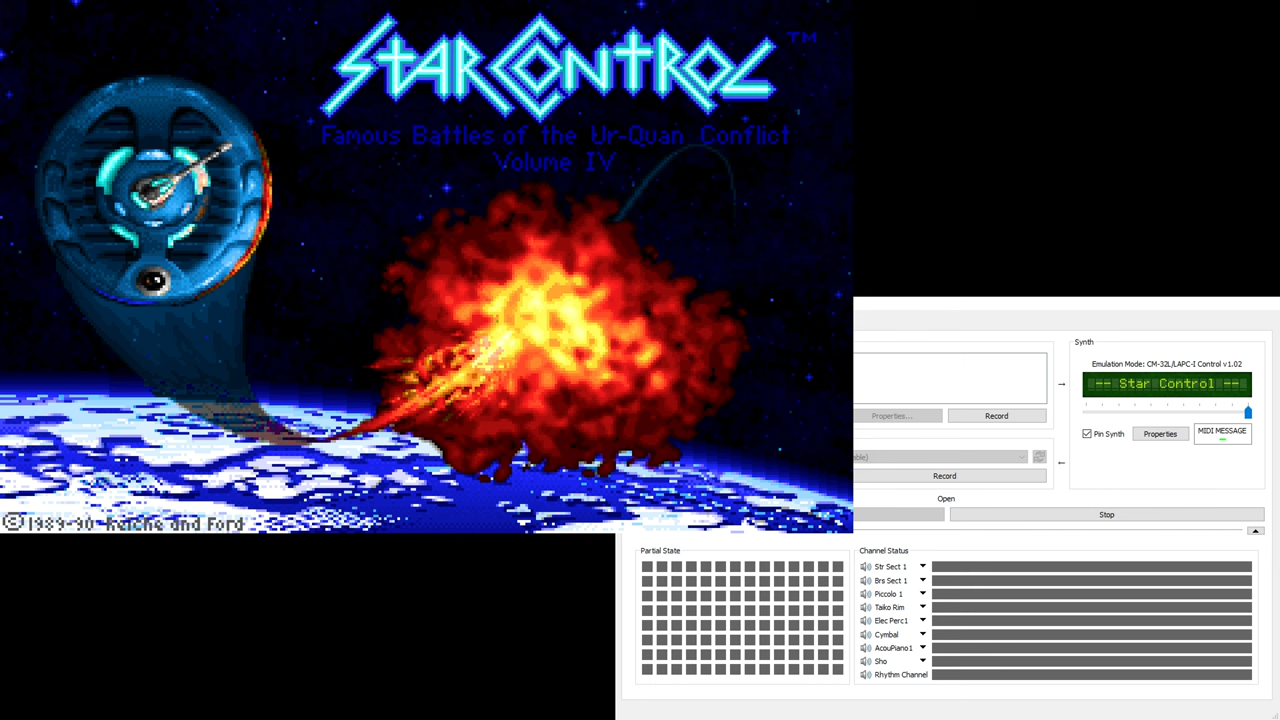 STAR CONTROL TM
Famous Battles of the Ur-Quan Conflict
Volume IV
©1989-90 Reiche and Ford
Synth
Emulation Mode: CM-32L/LAPC-I Control v1.02
-- Star Control --
Properties...
Record
Pin Synth
Properties
MIDI MESSAGE
Record
Open
Stop
Partial State
Channel Status
Str Sect 1
Brs Sect 1
Piccolo 1
Taiko Rim
Elec Perc1
Cymbal
AcouPiano1
Sho
Rhythm Channel